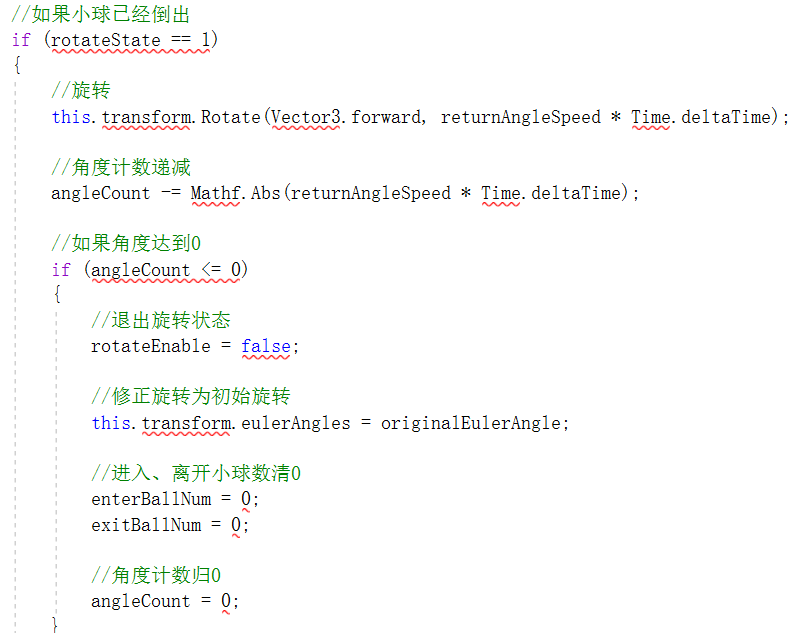 //如果小球已经倒出
if (rotateState == 1)
{
//旋转
this.transform.Rotate(Vector3.forward, returnAngleSpeed * Time.deltaTime);
//角度计数递减
angleCount -= Mathf.Abs(returnAngleSpeed * Time.deltaTime);
//如果角度达到0
if (angleCount <= 0)
{
//退出旋转状态
rotateEnable = false;
//修正旋转为初始旋转
this.transform.eulerAngles = originalEulerAngle;
//进入、离开小球数清0
enterBallNum = 0;
exitBallNum = 0;
//角度计数归0
angleCount = 0;
}